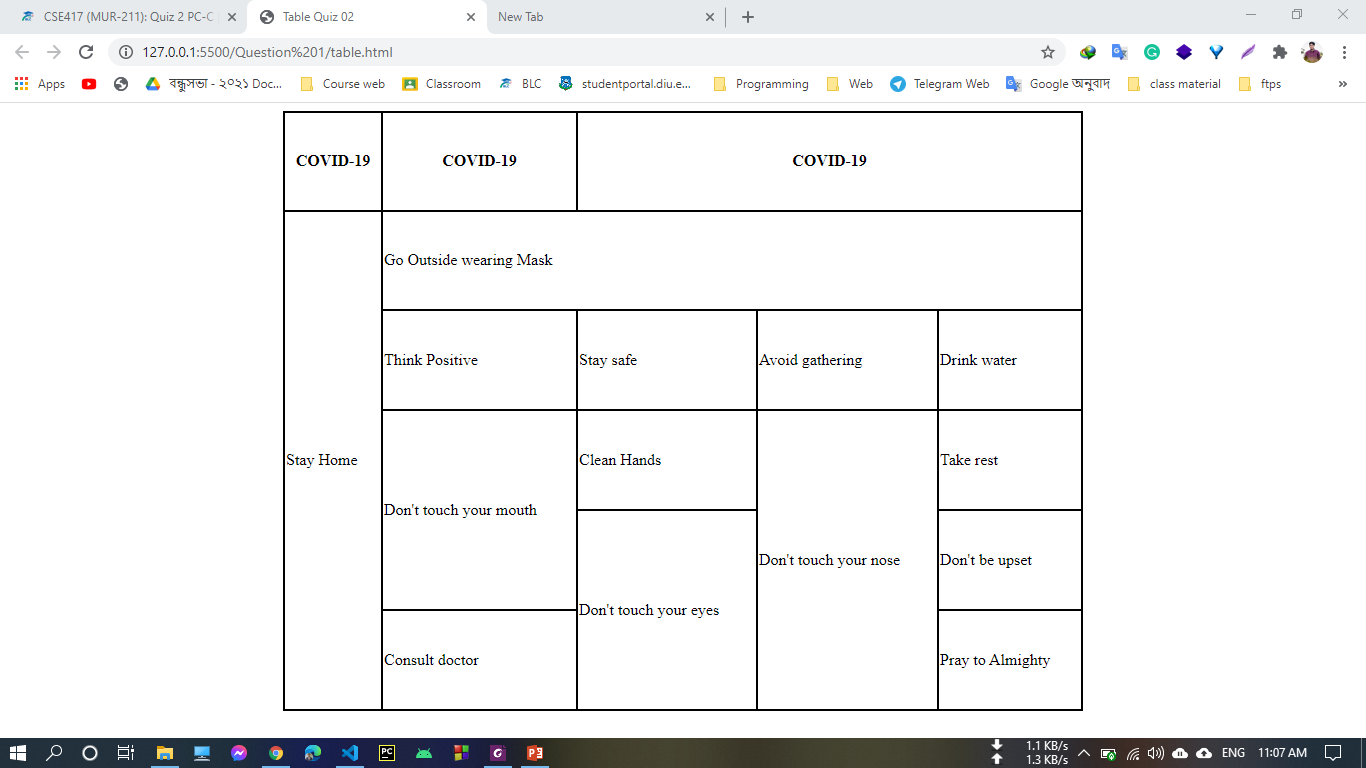 CSE417 (MUR-211): Quiz 2 PC-C
Table Quiz 02
New Tab
127.0.0.1:5500/Question%201/table.html
Apps
বন্ধুসভা - ২০২১ Doc...
Course web
Classroom
BLC
studentportal.diu.e...
Programming
Web
Telegram Web
Google অনুবাদ
class material
ftps
»
COVID-19 COVID-19 COVID-19
Go Outside wearing Mask
Think Positive Stay safe Avoid gathering Drink water
Stay Home Clean Hands Take rest
Don't touch your mouth
Don't touch your nose Don't be upset
Don't touch your eyes
Consult doctor Pray to Almighty
1.1 KB/s
1.3 KB/s
ENG
11:07 AM